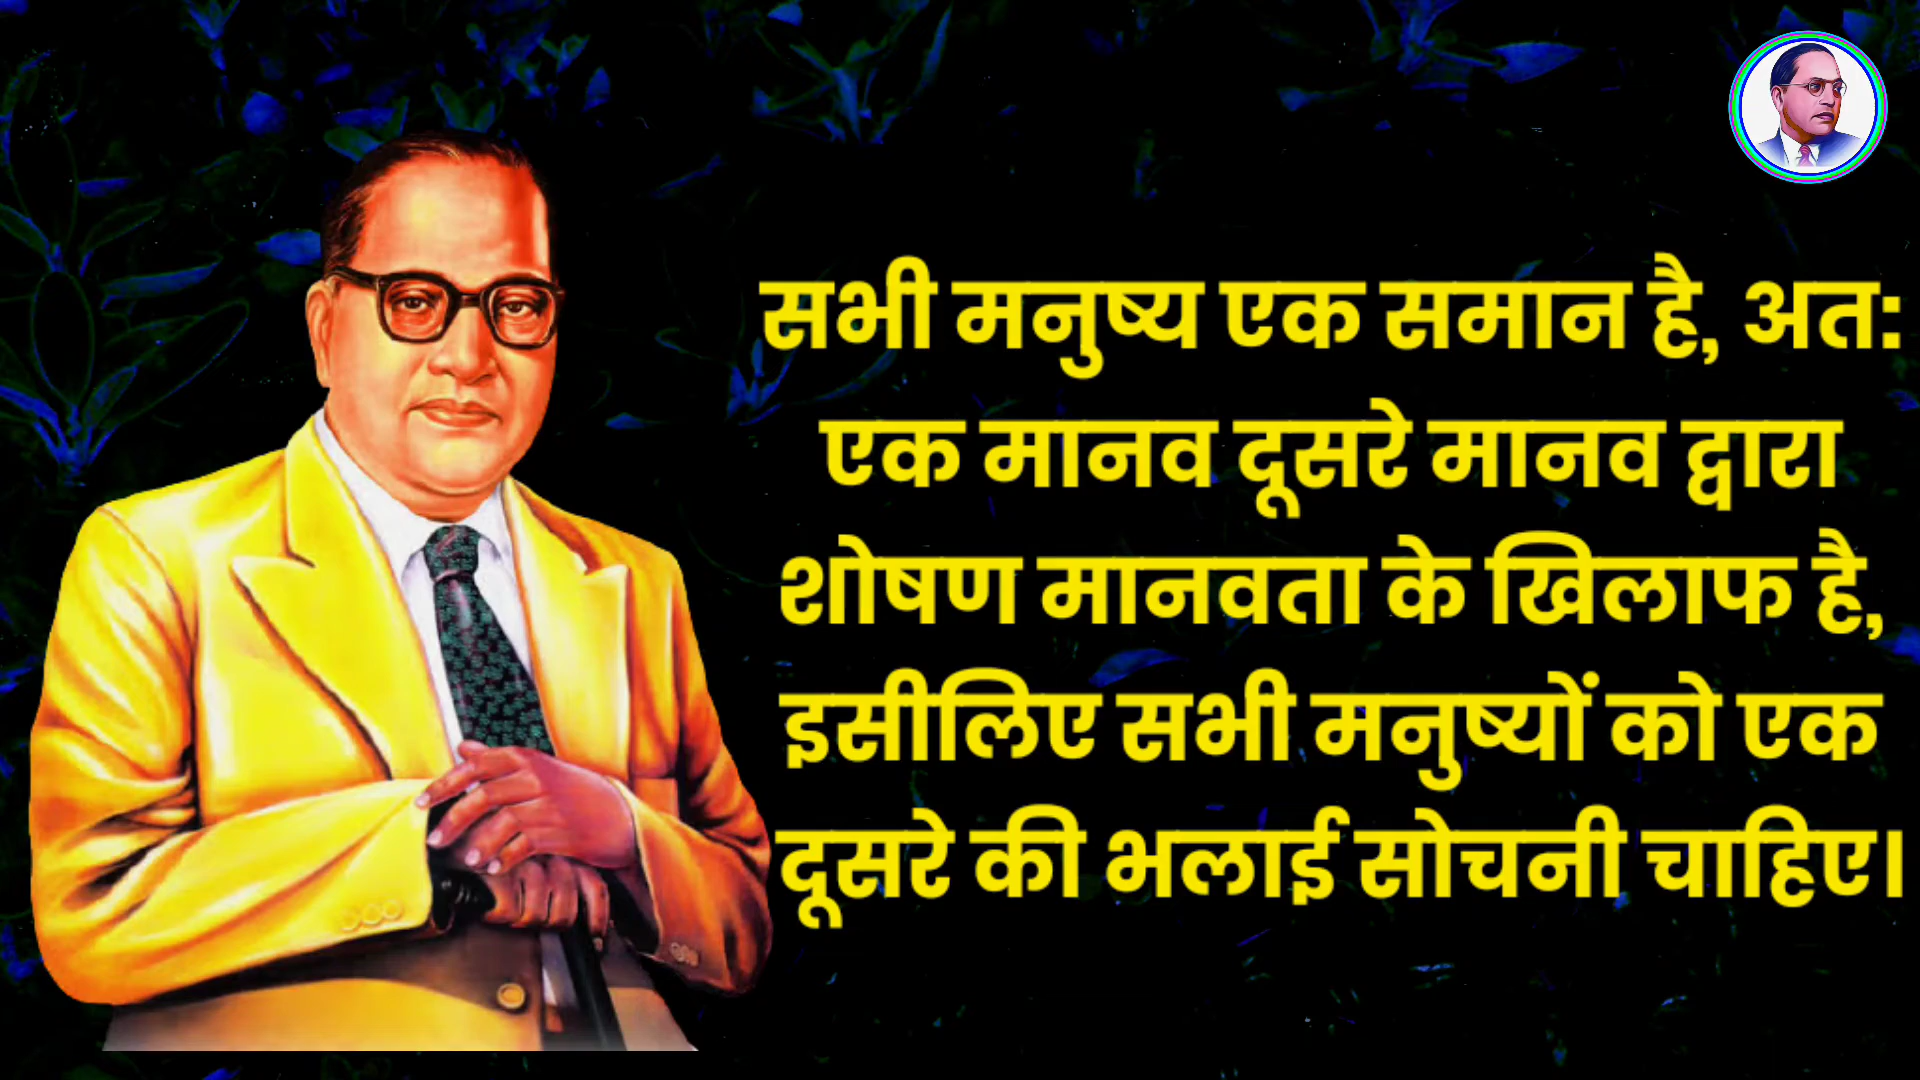 सभी मनुष्य एक समान है, अत:
एक मानव दूसरे मानव द्वारा
शोषण मानवता के खिलाफ है,
इसीलिए सभी मनुष्यों को एक
दूसरे की भलाई सोचनी चाहिए।